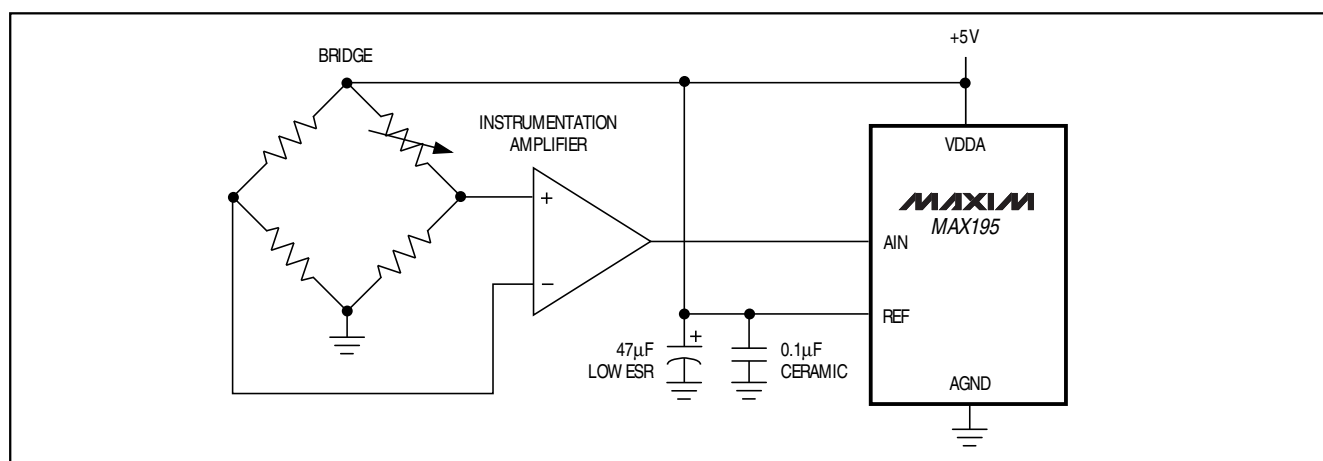 +5V
BRIDGE
INSTRUMENTATION
AMPLIFIER
+
−
VDDA
MAXIM
MAX195
AIN
REF
AGND
+
47µF
LOW ESR
0.1µF
CERAMIC